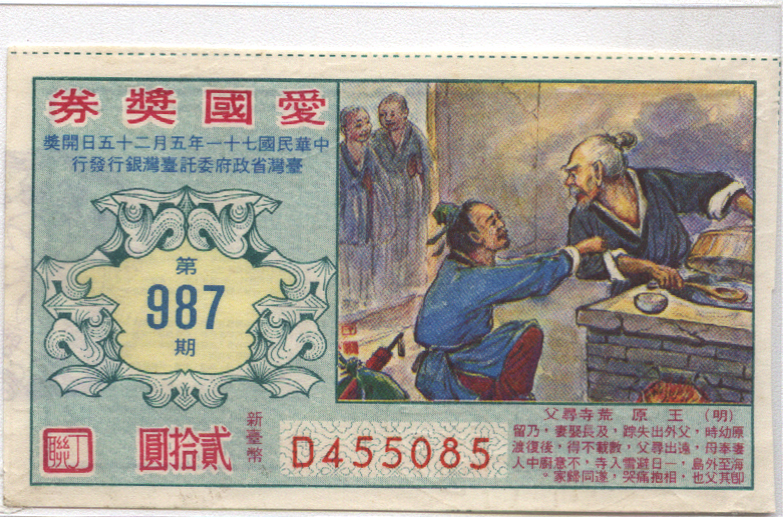 愛國獎券
中華民國七十一年五月二十五日開獎
臺灣省政府委託臺灣銀行發行
第
987
期
丁聯
貳拾圓
新臺幣
D455085
(明) 王原 荒寺尋父
原幼時，父外出失踪，及長娶妻，乃留
妻奉母，遠出尋父，數載不得，後復渡
海至外島，一日避雪入寺，不意廚中人
卽其父也，相抱痛哭，遂同歸家。